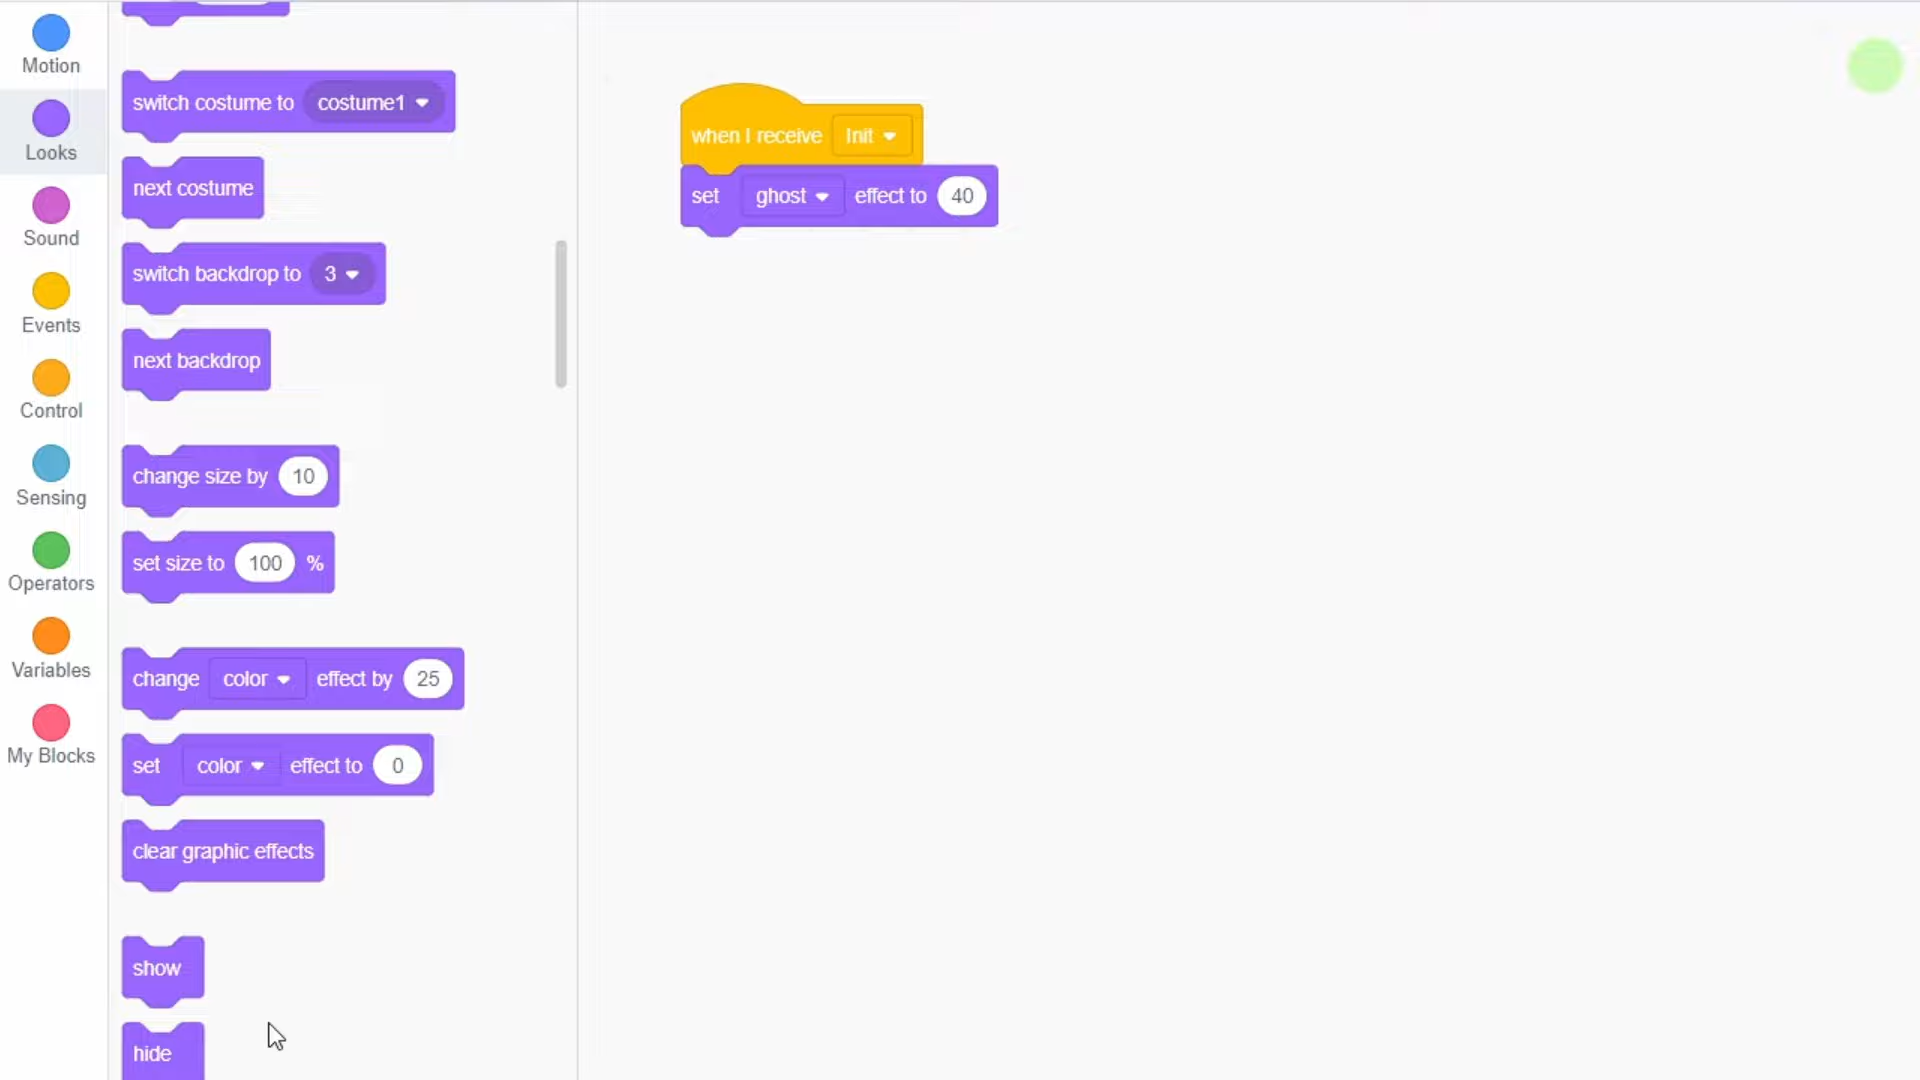 Motion
Looks
Sound
Events
Control
Sensing
Operators
Variables
My Blocks
switch costume to costume1
next costume
switch backdrop to 3
next backdrop
change size by 10
set size to 100 %
change color effect by 25
set color effect to 0
clear graphic effects
show
hide
when I receive Init
set ghost effect to 40